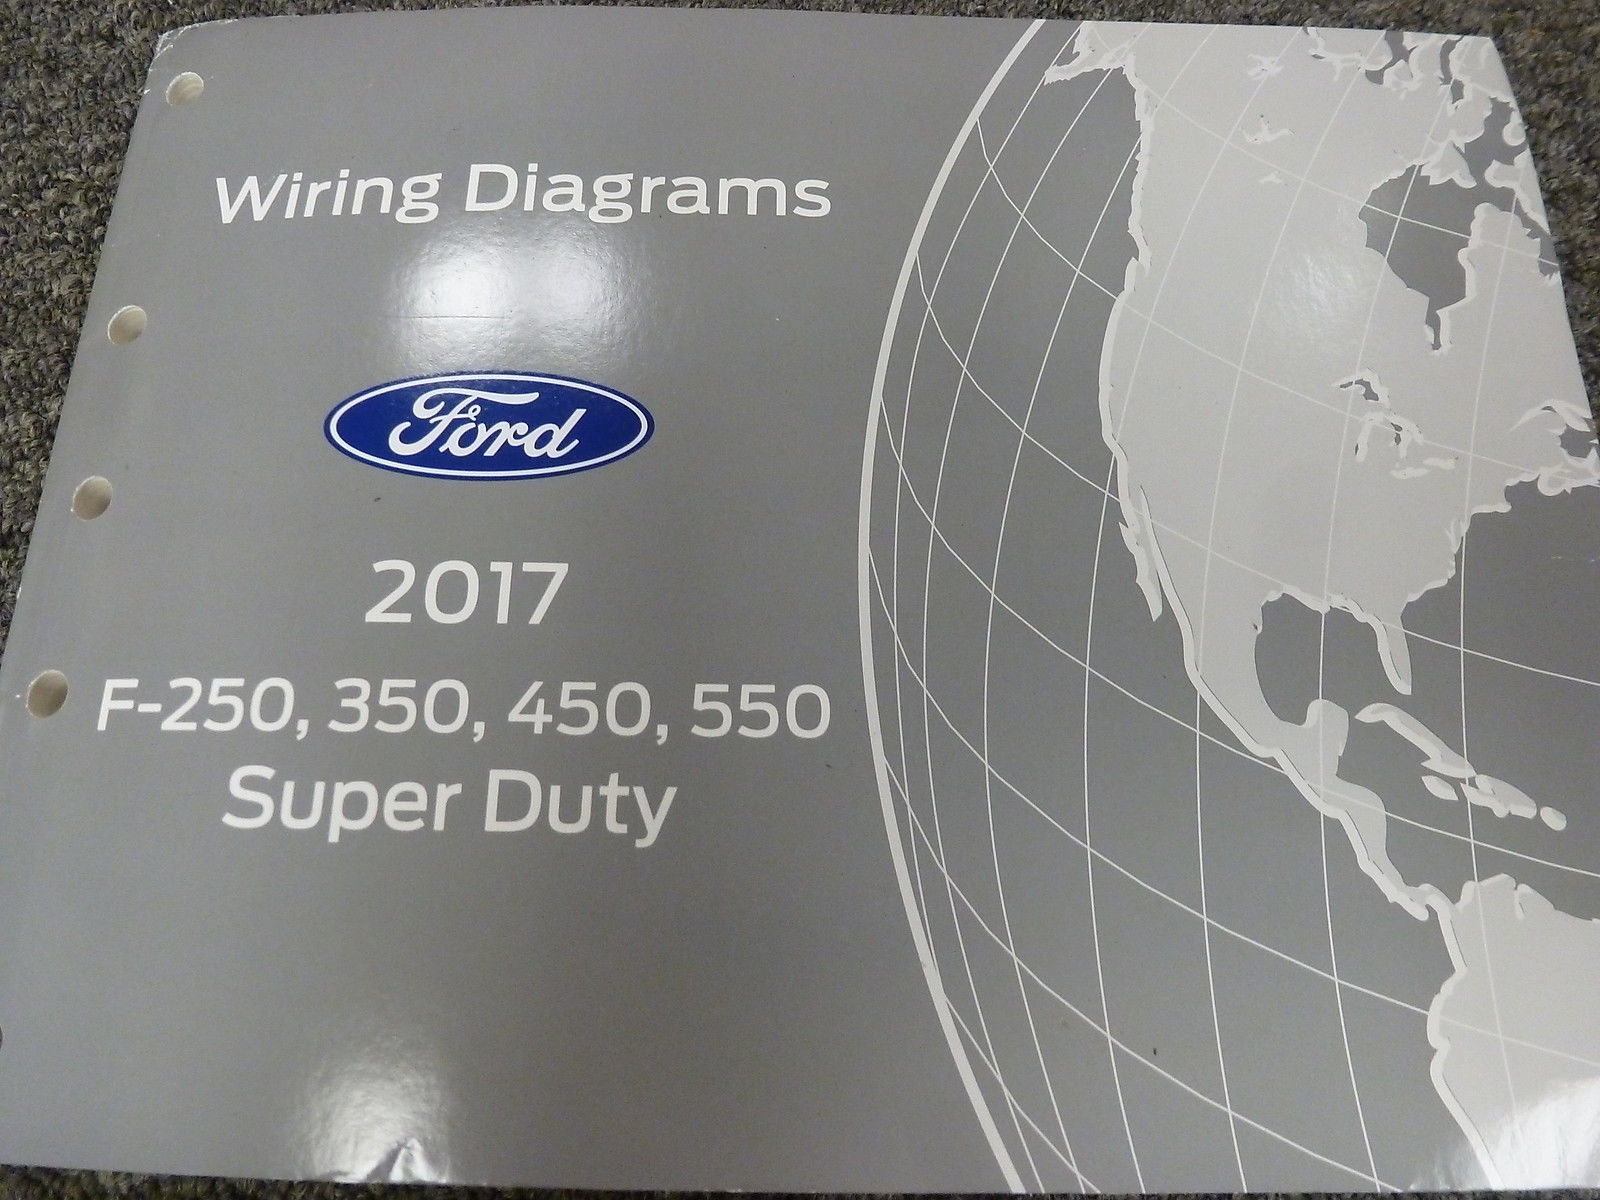 Wiring Diagrams
Ford
2017
F-250, 350, 450, 550
Super Duty